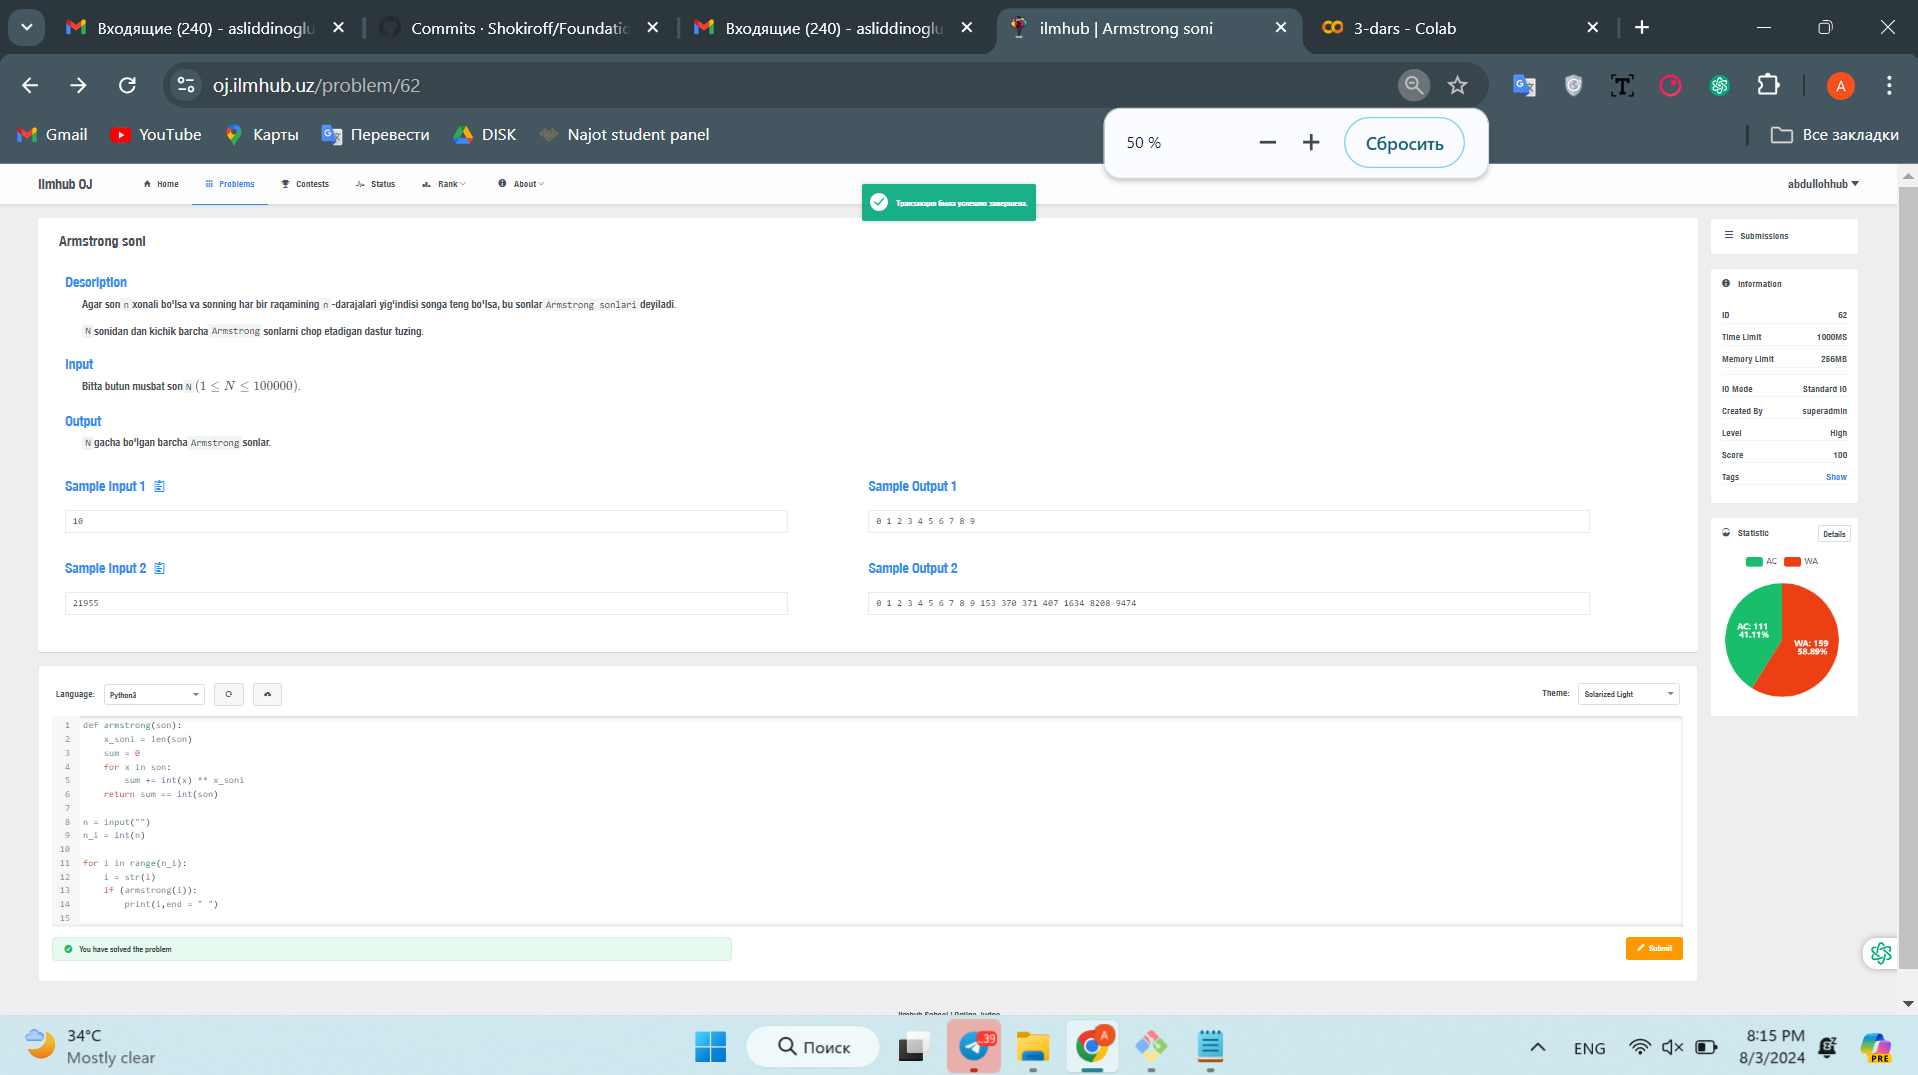 Входящие (240) - asliddinoglu
Commits · Shokiroff/Foundatio
Входящие (240) - asliddinoglu
ilmhub | Armstrong soni
3-dars - Colab
oj.ilmhub.uz/problem/62
A
Gmail
YouTube
Карты
Перевести
DISK
Najot student panel
Все закладки
50 %
Сбросить
Ilmhub OJ
Home
Problems
Contests
Status
Rank
About
abdullohhub
Транзакция была успешно завершена.
Armstrong soni
Description
Agar son n xonali bo'lsa va sonning har bir raqamining n -darajalari yig'indisi songa teng bo'lsa, bu sonlar Armstrong sonlari deyiladi.
N sonidan dan kichik barcha Armstrong sonlarni chop etadigan dastur tuzing.
Input
Bitta butun musbat son N (1 ≤ N ≤ 100000).
Output
N gacha bo'lgan barcha Armstrong sonlar.
Sample Input 1
Sample Output 1
10
0 1 2 3 4 5 6 7 8 9
Sample Input 2
Sample Output 2
21955
0 1 2 3 4 5 6 7 8 9 153 370 371 407 1634 8208 9474
Submissions
Information
ID 62
Time Limit 1000MS
Memory Limit 256MB
IO Mode Standard IO
Created By superadmin
Level High
Score 100
Tags Show
Statistic
Details
AC WA
AC: 111
41.11%
WA: 159
58.89%
Language: Python3
Theme: Solarized Light
1 def armstrong(son):
2     x_soni = len(son)
3     sum = 0
4     for x in son:
5         sum += int(x) ** x_soni
6     return sum == int(son)
7
8 n = input("")
9 n_i = int(n)
10
11 for i in range(n_i):
12     i = str(i)
13     if (armstrong(i)):
14         print(i,end = " ")
15
You have solved the problem
Submit
Ilmhub School | Online Judge
34°C
Mostly clear
Поиск
39
A
ENG
8:15 PM
8/3/2024
PRE